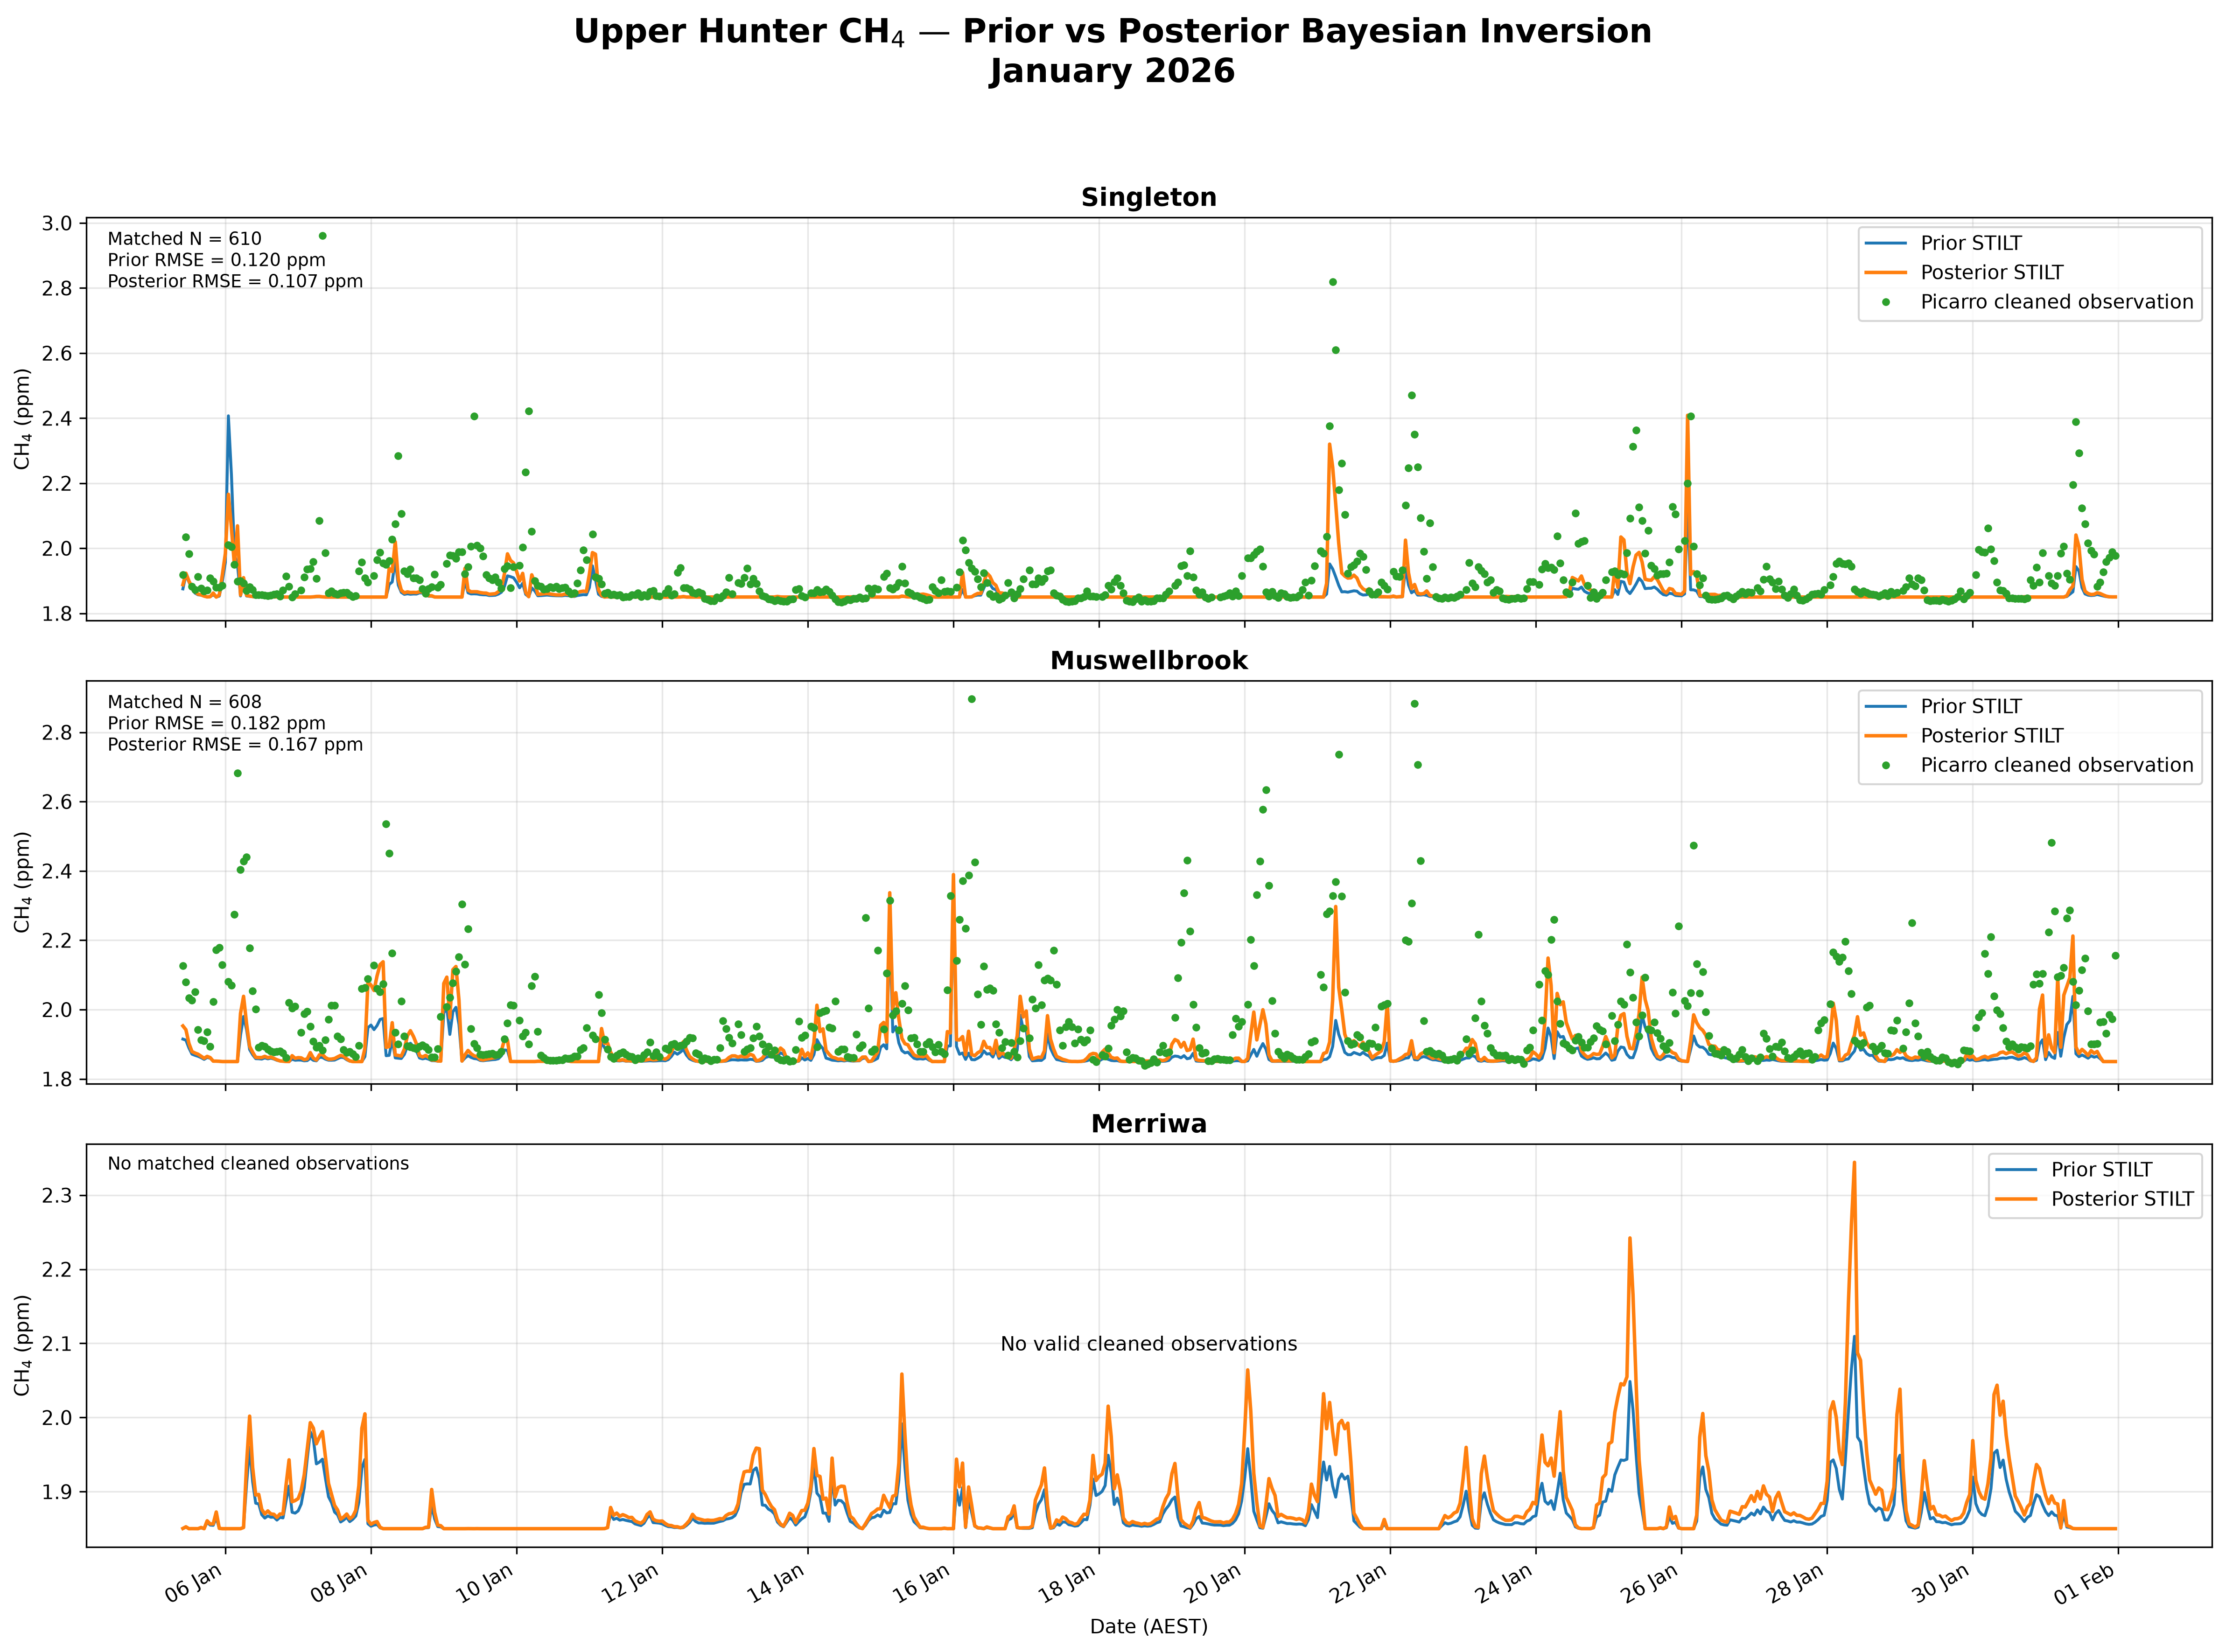 Upper Hunter CH₄ — Prior vs Posterior Bayesian Inversion
January 2026
Singleton
Matched N = 610
Prior RMSE = 0.120 ppm
Posterior RMSE = 0.107 ppm
Prior STILT
Posterior STILT
Picarro cleaned observation
CH₄ (ppm)
3.0
2.8
2.6
2.4
2.2
2.0
1.8
Muswellbrook
Matched N = 608
Prior RMSE = 0.182 ppm
Posterior RMSE = 0.167 ppm
Prior STILT
Posterior STILT
Picarro cleaned observation
CH₄ (ppm)
2.8
2.6
2.4
2.2
2.0
1.8
Merriwa
No matched cleaned observations
Prior STILT
Posterior STILT
No valid cleaned observations
CH₄ (ppm)
2.3
2.2
2.1
2.0
1.9
06 Jan
08 Jan
10 Jan
12 Jan
14 Jan
16 Jan
18 Jan
20 Jan
22 Jan
24 Jan
26 Jan
28 Jan
30 Jan
01 Feb
Date (AEST)